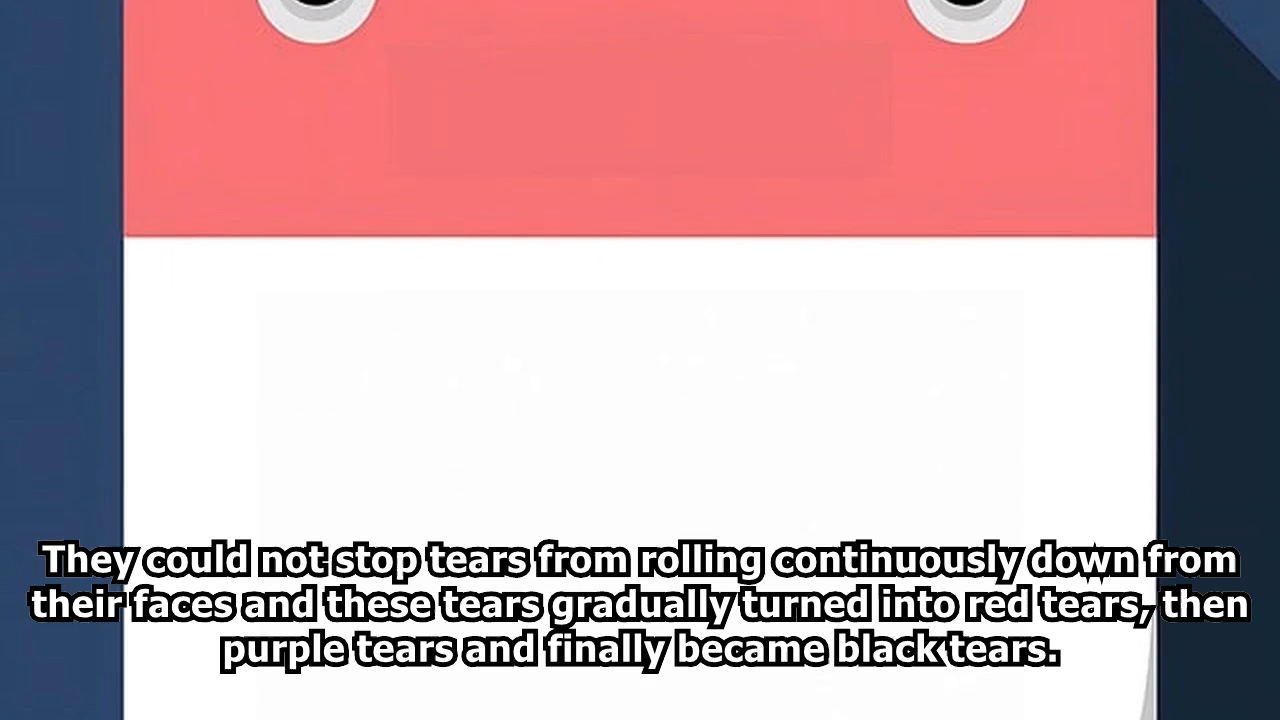 They could not stop tears from rolling continuously down from
their faces and these tears gradually turned into red tears, then
purple tears and finally became black tears.